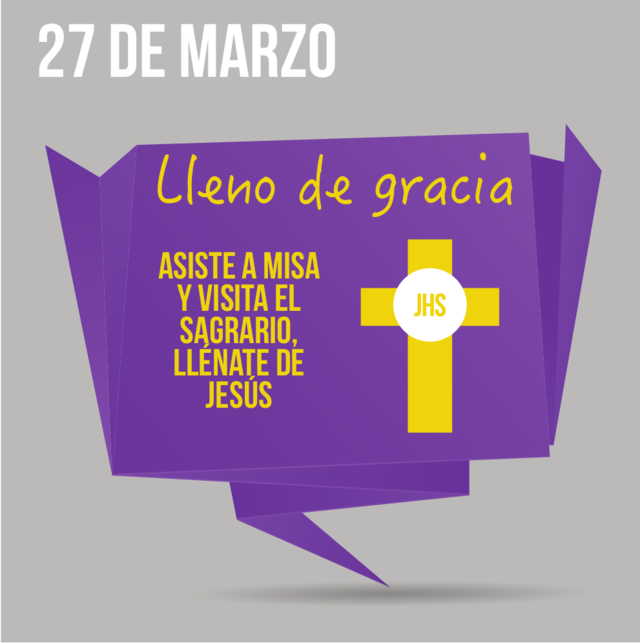 27 DE MARZO
Lleno de gracia
ASISTE A MISA
Y VISITA EL
SAGRARIO,
LLÉNATE DE
JESÚS
JHS